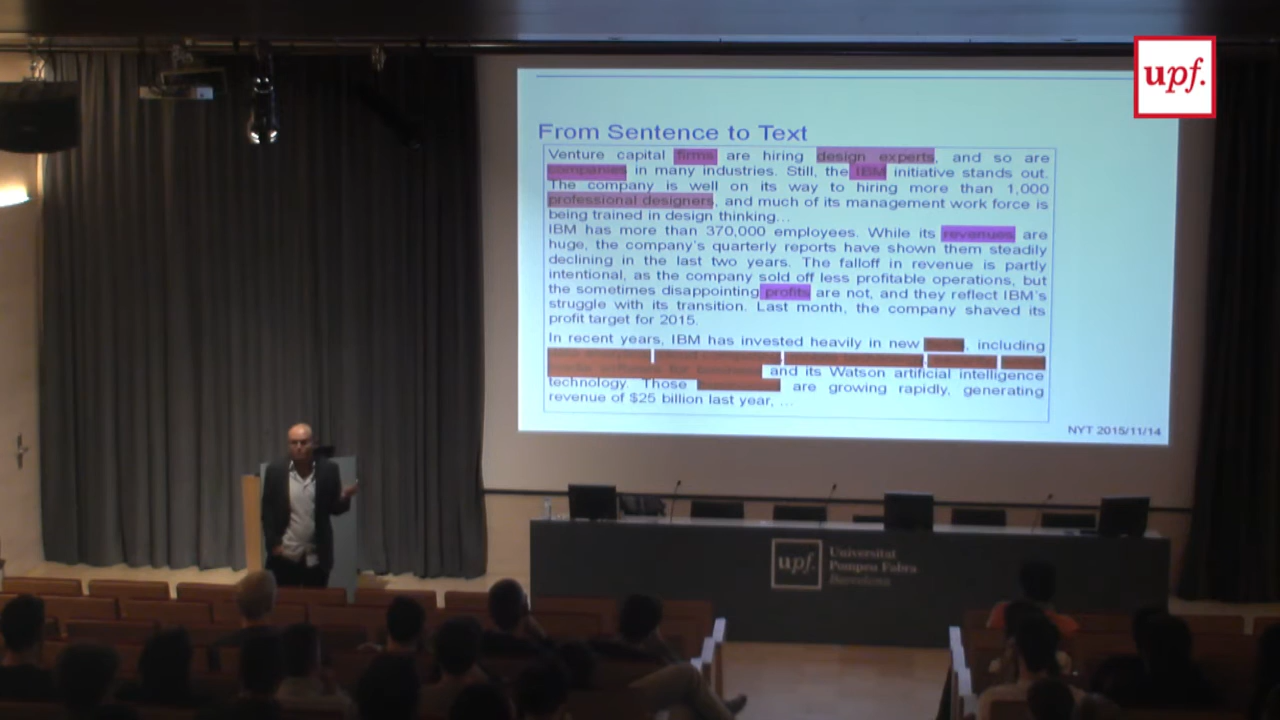 upf.
From Sentence to Text
Venture capital firms are hiring design experts, and so are
companies in many industries. Still, the IBM initiative stands out.
The company is well on its way to hiring more than 1,000
professional designers, and much of its management work force is
being trained in design thinking...
IBM has more than 370,000 employees. While its revenues are
huge, the company's quarterly reports have shown them steadily
declining in the last two years. The falloff in revenue is partly
intentional, as the company sold off less profitable operations, but
the sometimes disappointing profits are not, and they reflect IBM's
struggle with its transition. Last month, the company shaved its
profit target for 2015.
In recent years, IBM has invested heavily in new , including
and its Watson artificial intelligence
technology. Those are growing rapidly, generating
revenue of $25 billion last year, ...
NYT 2015/11/14
upf.
Universitat
Pompeu Fabra
Barcelona